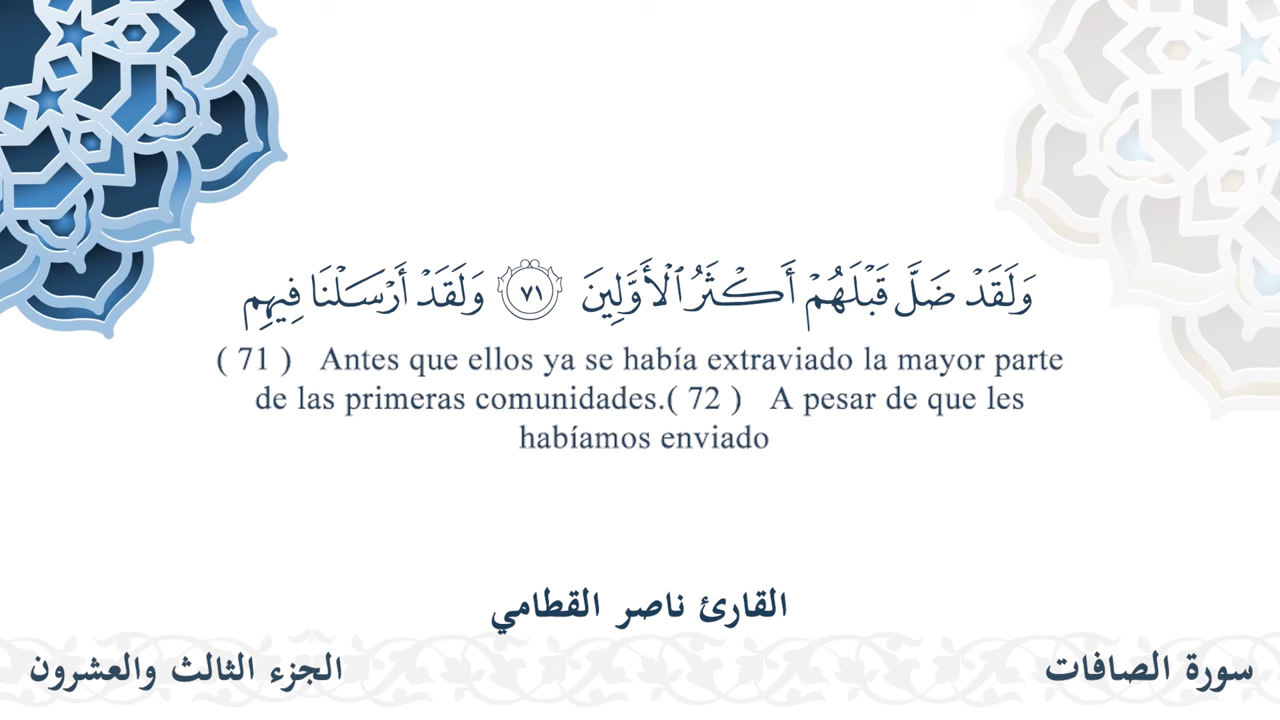 وَلَقَدْ ضَلَّ قَبْلَهُمْ أَكْثَرُ ٱلْأَوَّلِينَ ٧١ وَلَقَدْ أَرْسَلْنَا فِيهِم
( 71 ) Antes que ellos ya se había extraviado la mayor parte
de las primeras comunidades.( 72 ) A pesar de que les
habíamos enviado
القارئ ناصر القطامي
سورة الصافات
الجزء الثالث والعشرون